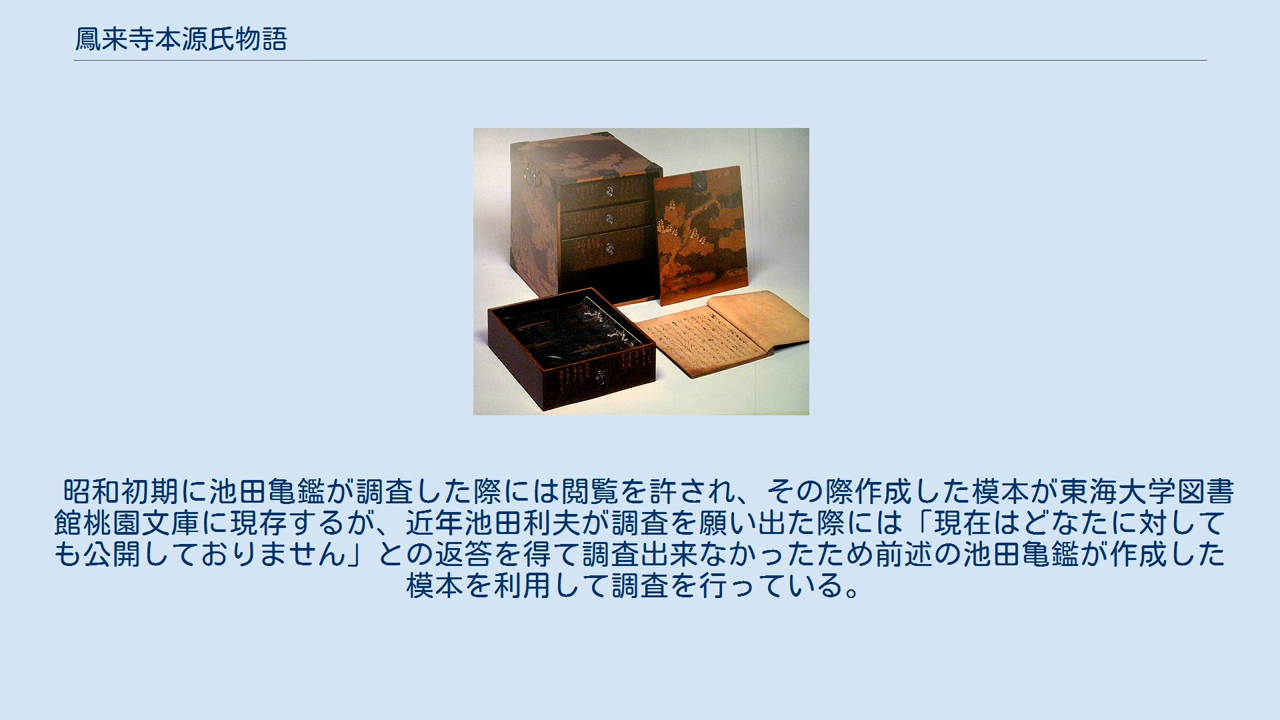 鳳来寺本源氏物語
昭和初期に池田亀鑑が調査した際には閲覧を許され、その際作成した模本が東海大学図書
館桃園文庫に現存するが、近年池田利夫が調査を願い出た際には「現在はどなたに対して
も公開しておりません」との返答を得て調査出来なかったため前述の池田亀鑑が作成した
模本を利用して調査を行っている。